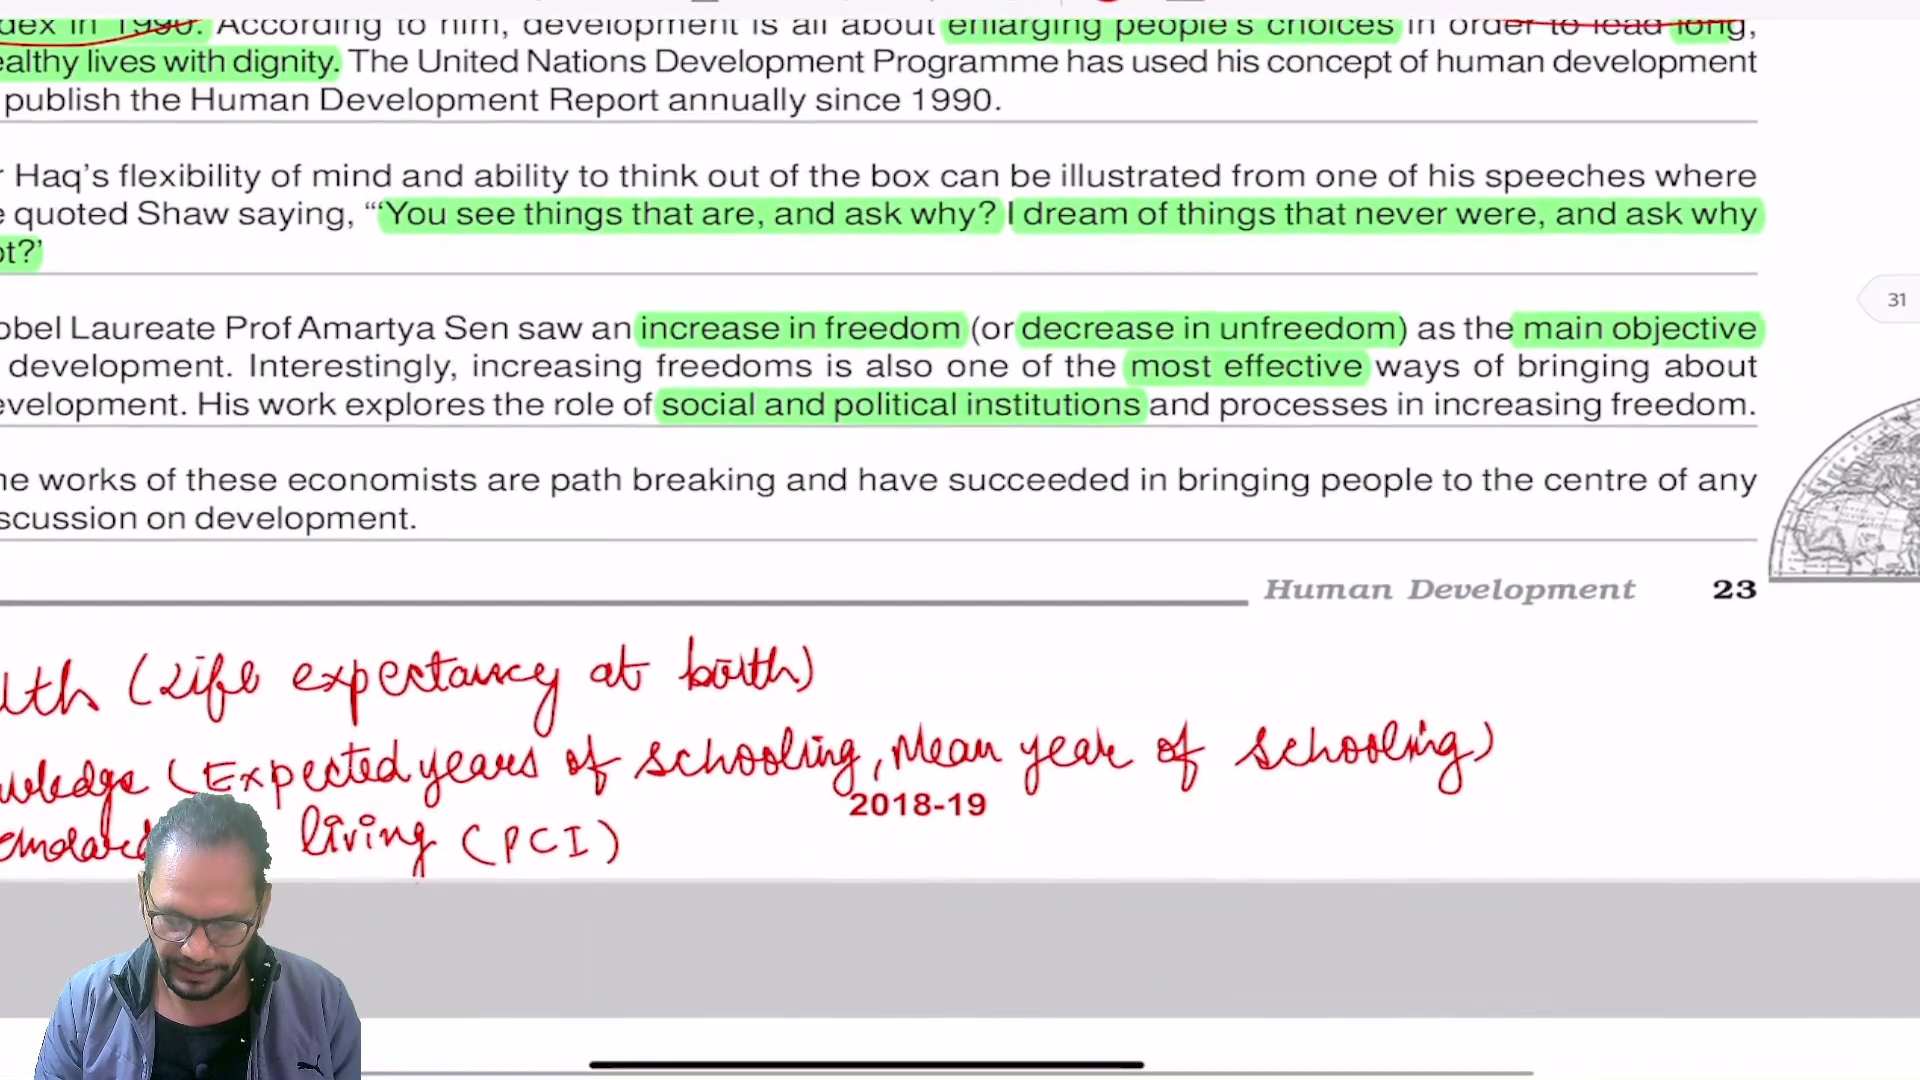 dex in 1990. According to him, development is all about enlarging people's choices in order to lead long,
ealthy lives with dignity. The United Nations Development Programme has used his concept of human development
publish the Human Development Report annually since 1990.
r Haq's flexibility of mind and ability to think out of the box can be illustrated from one of his speeches where
e quoted Shaw saying, “‘You see things that are, and ask why? I dream of things that never were, and ask why
ot?’
31
obel Laureate Prof Amartya Sen saw an increase in freedom (or decrease in unfreedom) as the main objective
development. Interestingly, increasing freedoms is also one of the most effective ways of bringing about
evelopment. His work explores the role of social and political institutions and processes in increasing freedom.
he works of these economists are path breaking and have succeeded in bringing people to the centre of any
scussion on development.
Human Development 23
lth (Life expectancy at birth)
wledge (Expected years of schooling, Mean year of schooling)
2018-19
living (PCI)